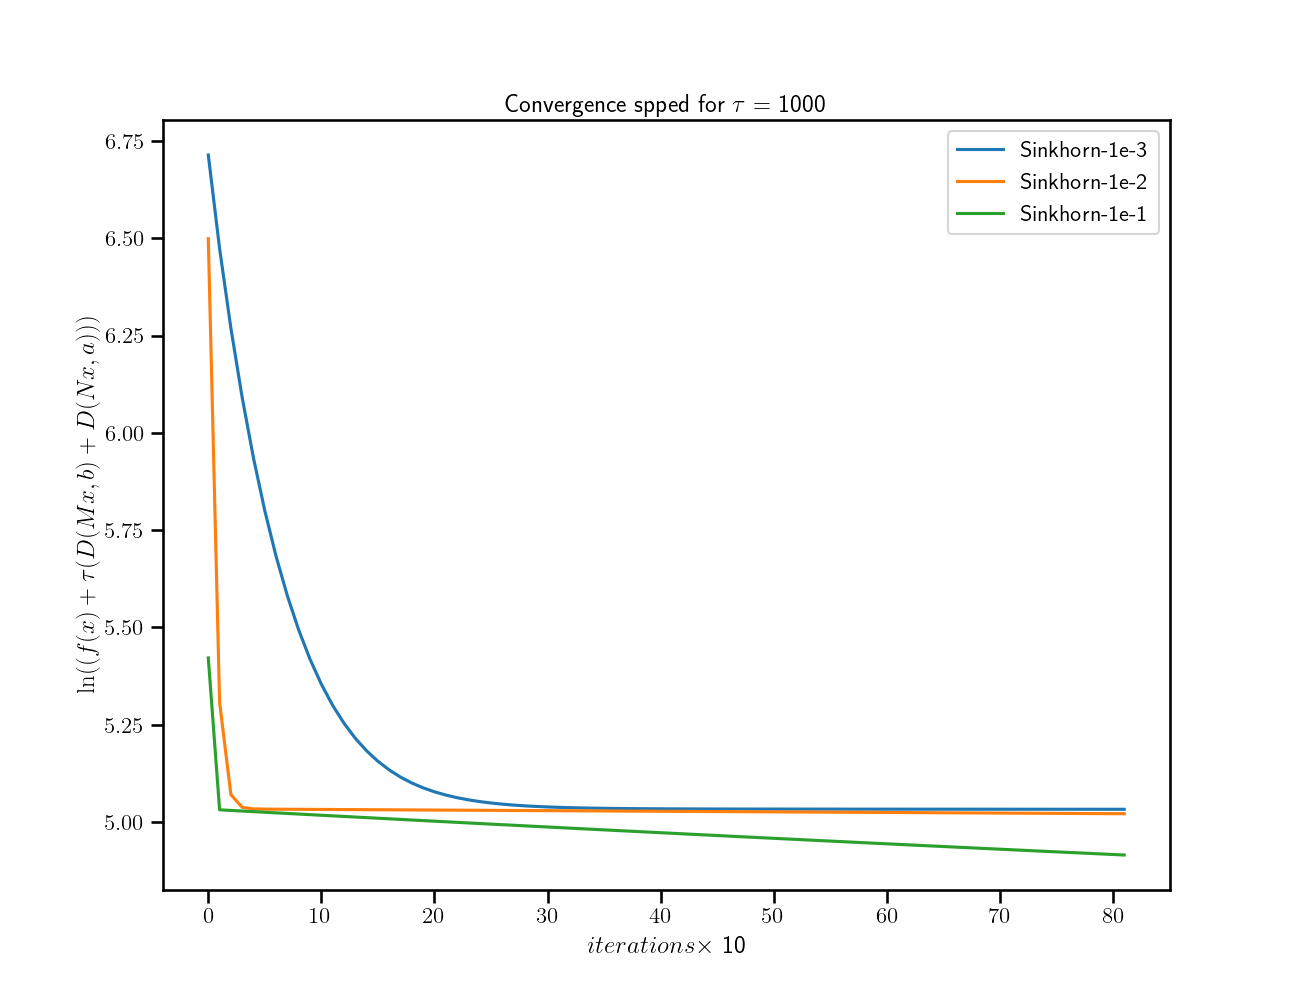 Convergence spped for τ = 1000
Sinkhorn-1e-3
Sinkhorn-1e-2
Sinkhorn-1e-1
ln((f(x) + τ(D(Mx, b) + D(Nx, a)))
6.75
6.50
6.25
6.00
5.75
5.50
5.25
5.00
0 10 20 30 40 50 60 70 80
iterations× 10